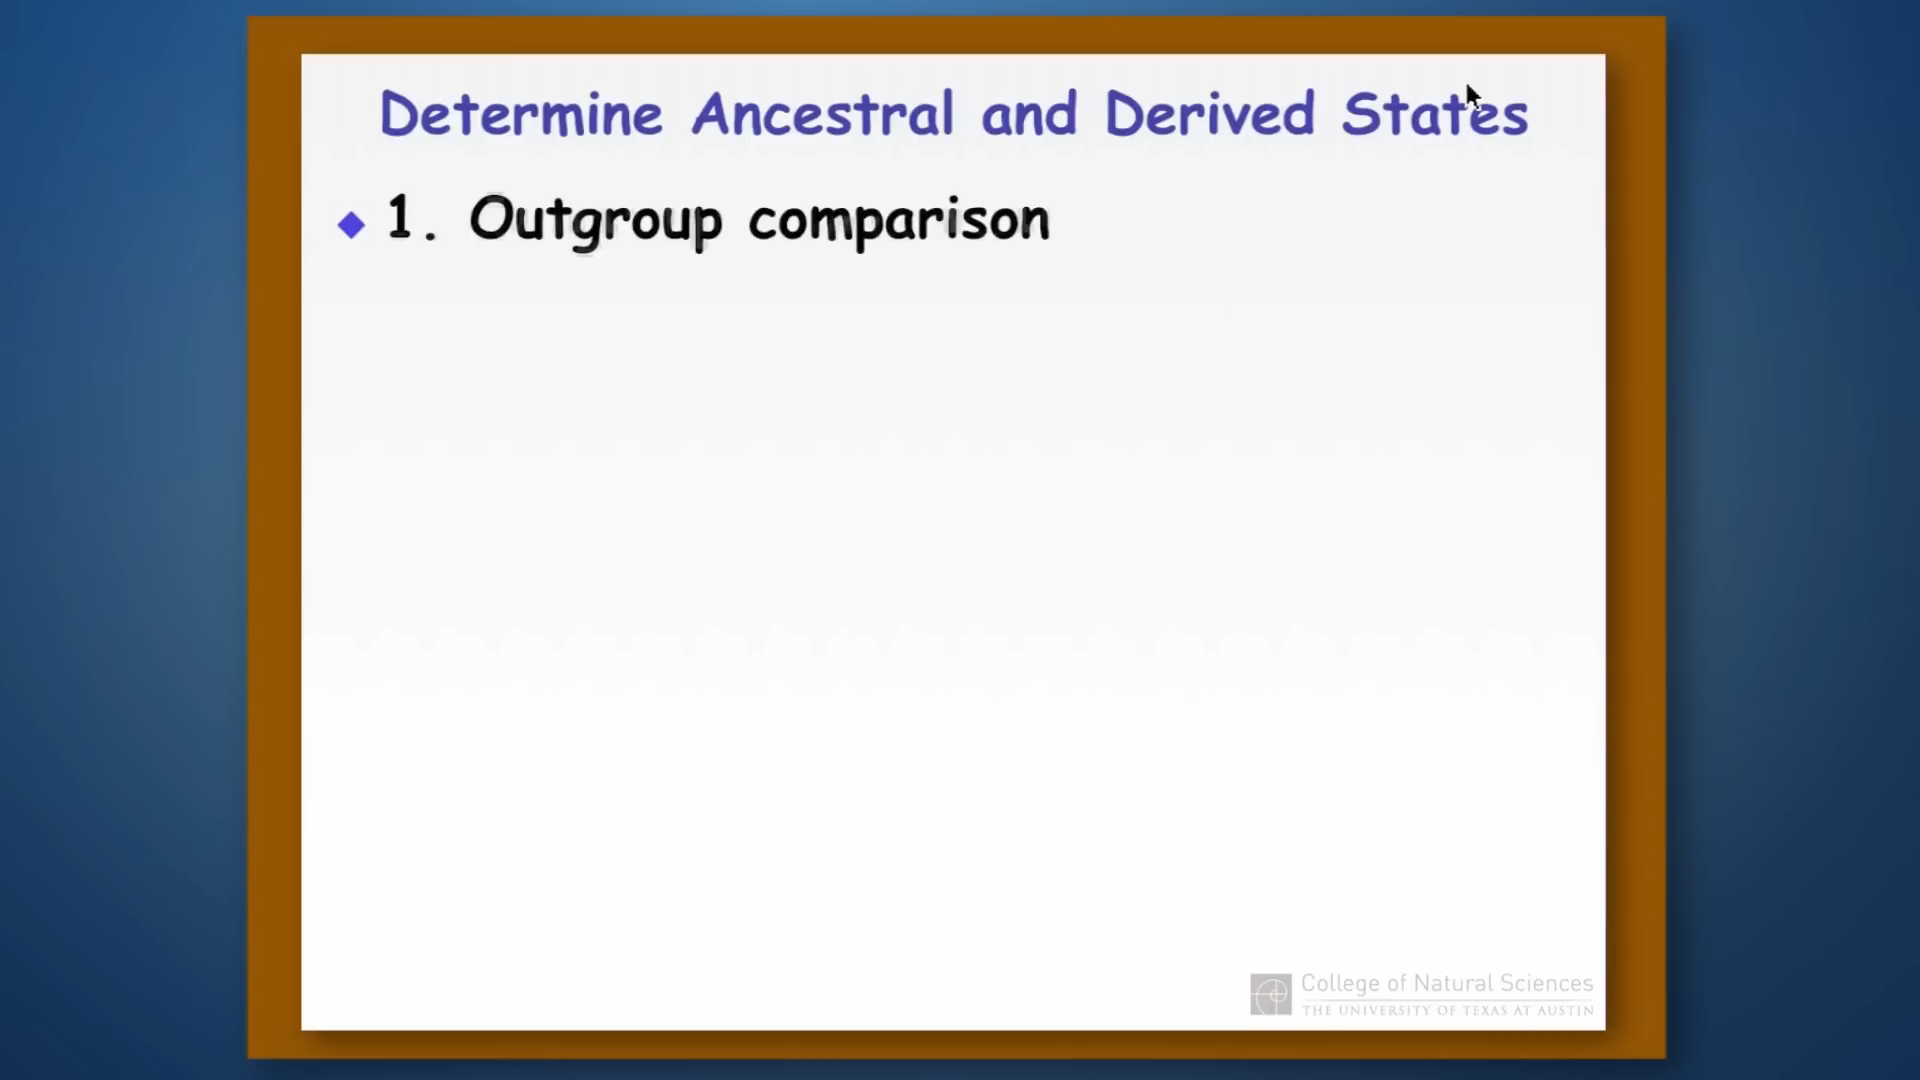 Determine Ancestral and Derived States
1. Outgroup comparison
College of Natural Sciences
THE UNIVERSITY OF TEXAS AT AUSTIN